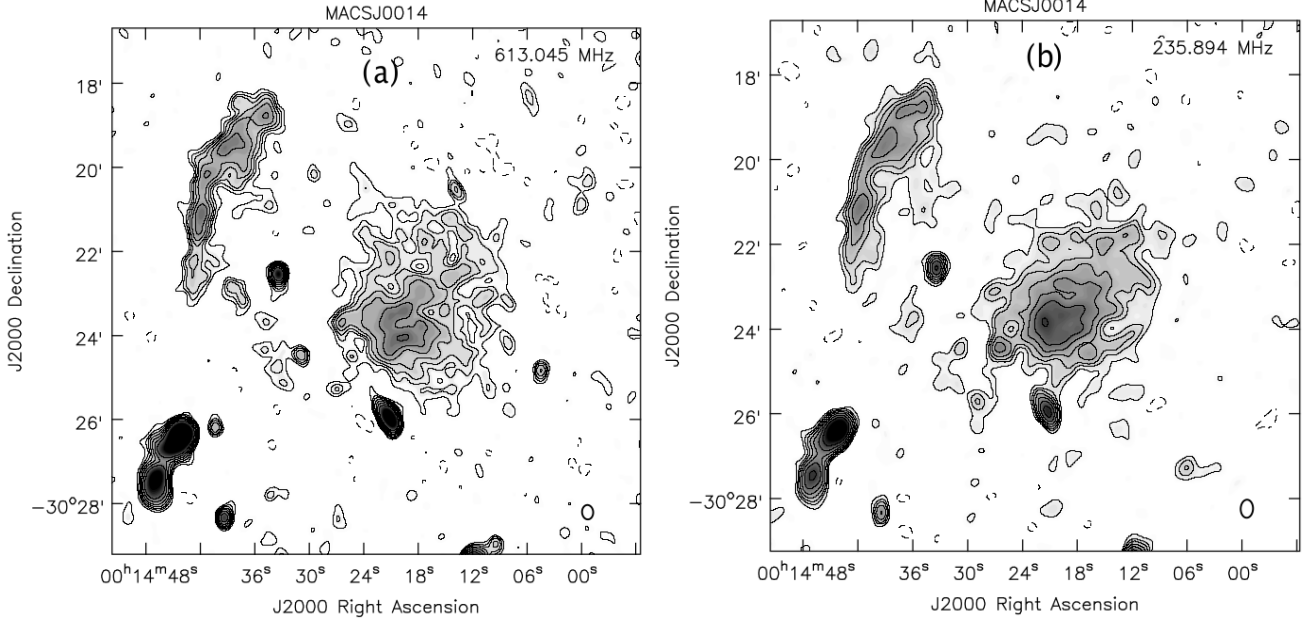 MACSJ0014
(a)
613.045 MHz
J2000 Declination
18'
20'
22'
24'
26'
−30°28'
00ʰ14ᵐ48ˢ
36ˢ
30ˢ
24ˢ
18ˢ
12ˢ
06ˢ
00ˢ
J2000 Right Ascension
MACSJ0014
(b)
235.894 MHz
J2000 Declination
18'
20'
22'
24'
26'
−30°28'
00ʰ14ᵐ48ˢ
36ˢ
30ˢ
24ˢ
18ˢ
12ˢ
06ˢ
00ˢ
J2000 Right Ascension